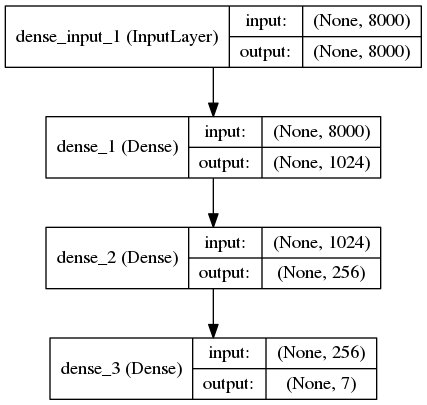 dense_input_1 (InputLayer)
input:
(None, 8000)
output:
(None, 8000)
dense_1 (Dense)
input:
(None, 8000)
output:
(None, 1024)
dense_2 (Dense)
input:
(None, 1024)
output:
(None, 256)
dense_3 (Dense)
input:
(None, 256)
output:
(None, 7)